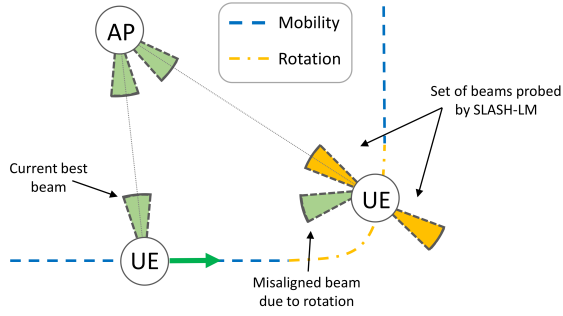 AP
Mobility
Rotation
Set of beams probed
by SLASH-LM
Current best
beam
UE
UE
Misaligned beam
due to rotation